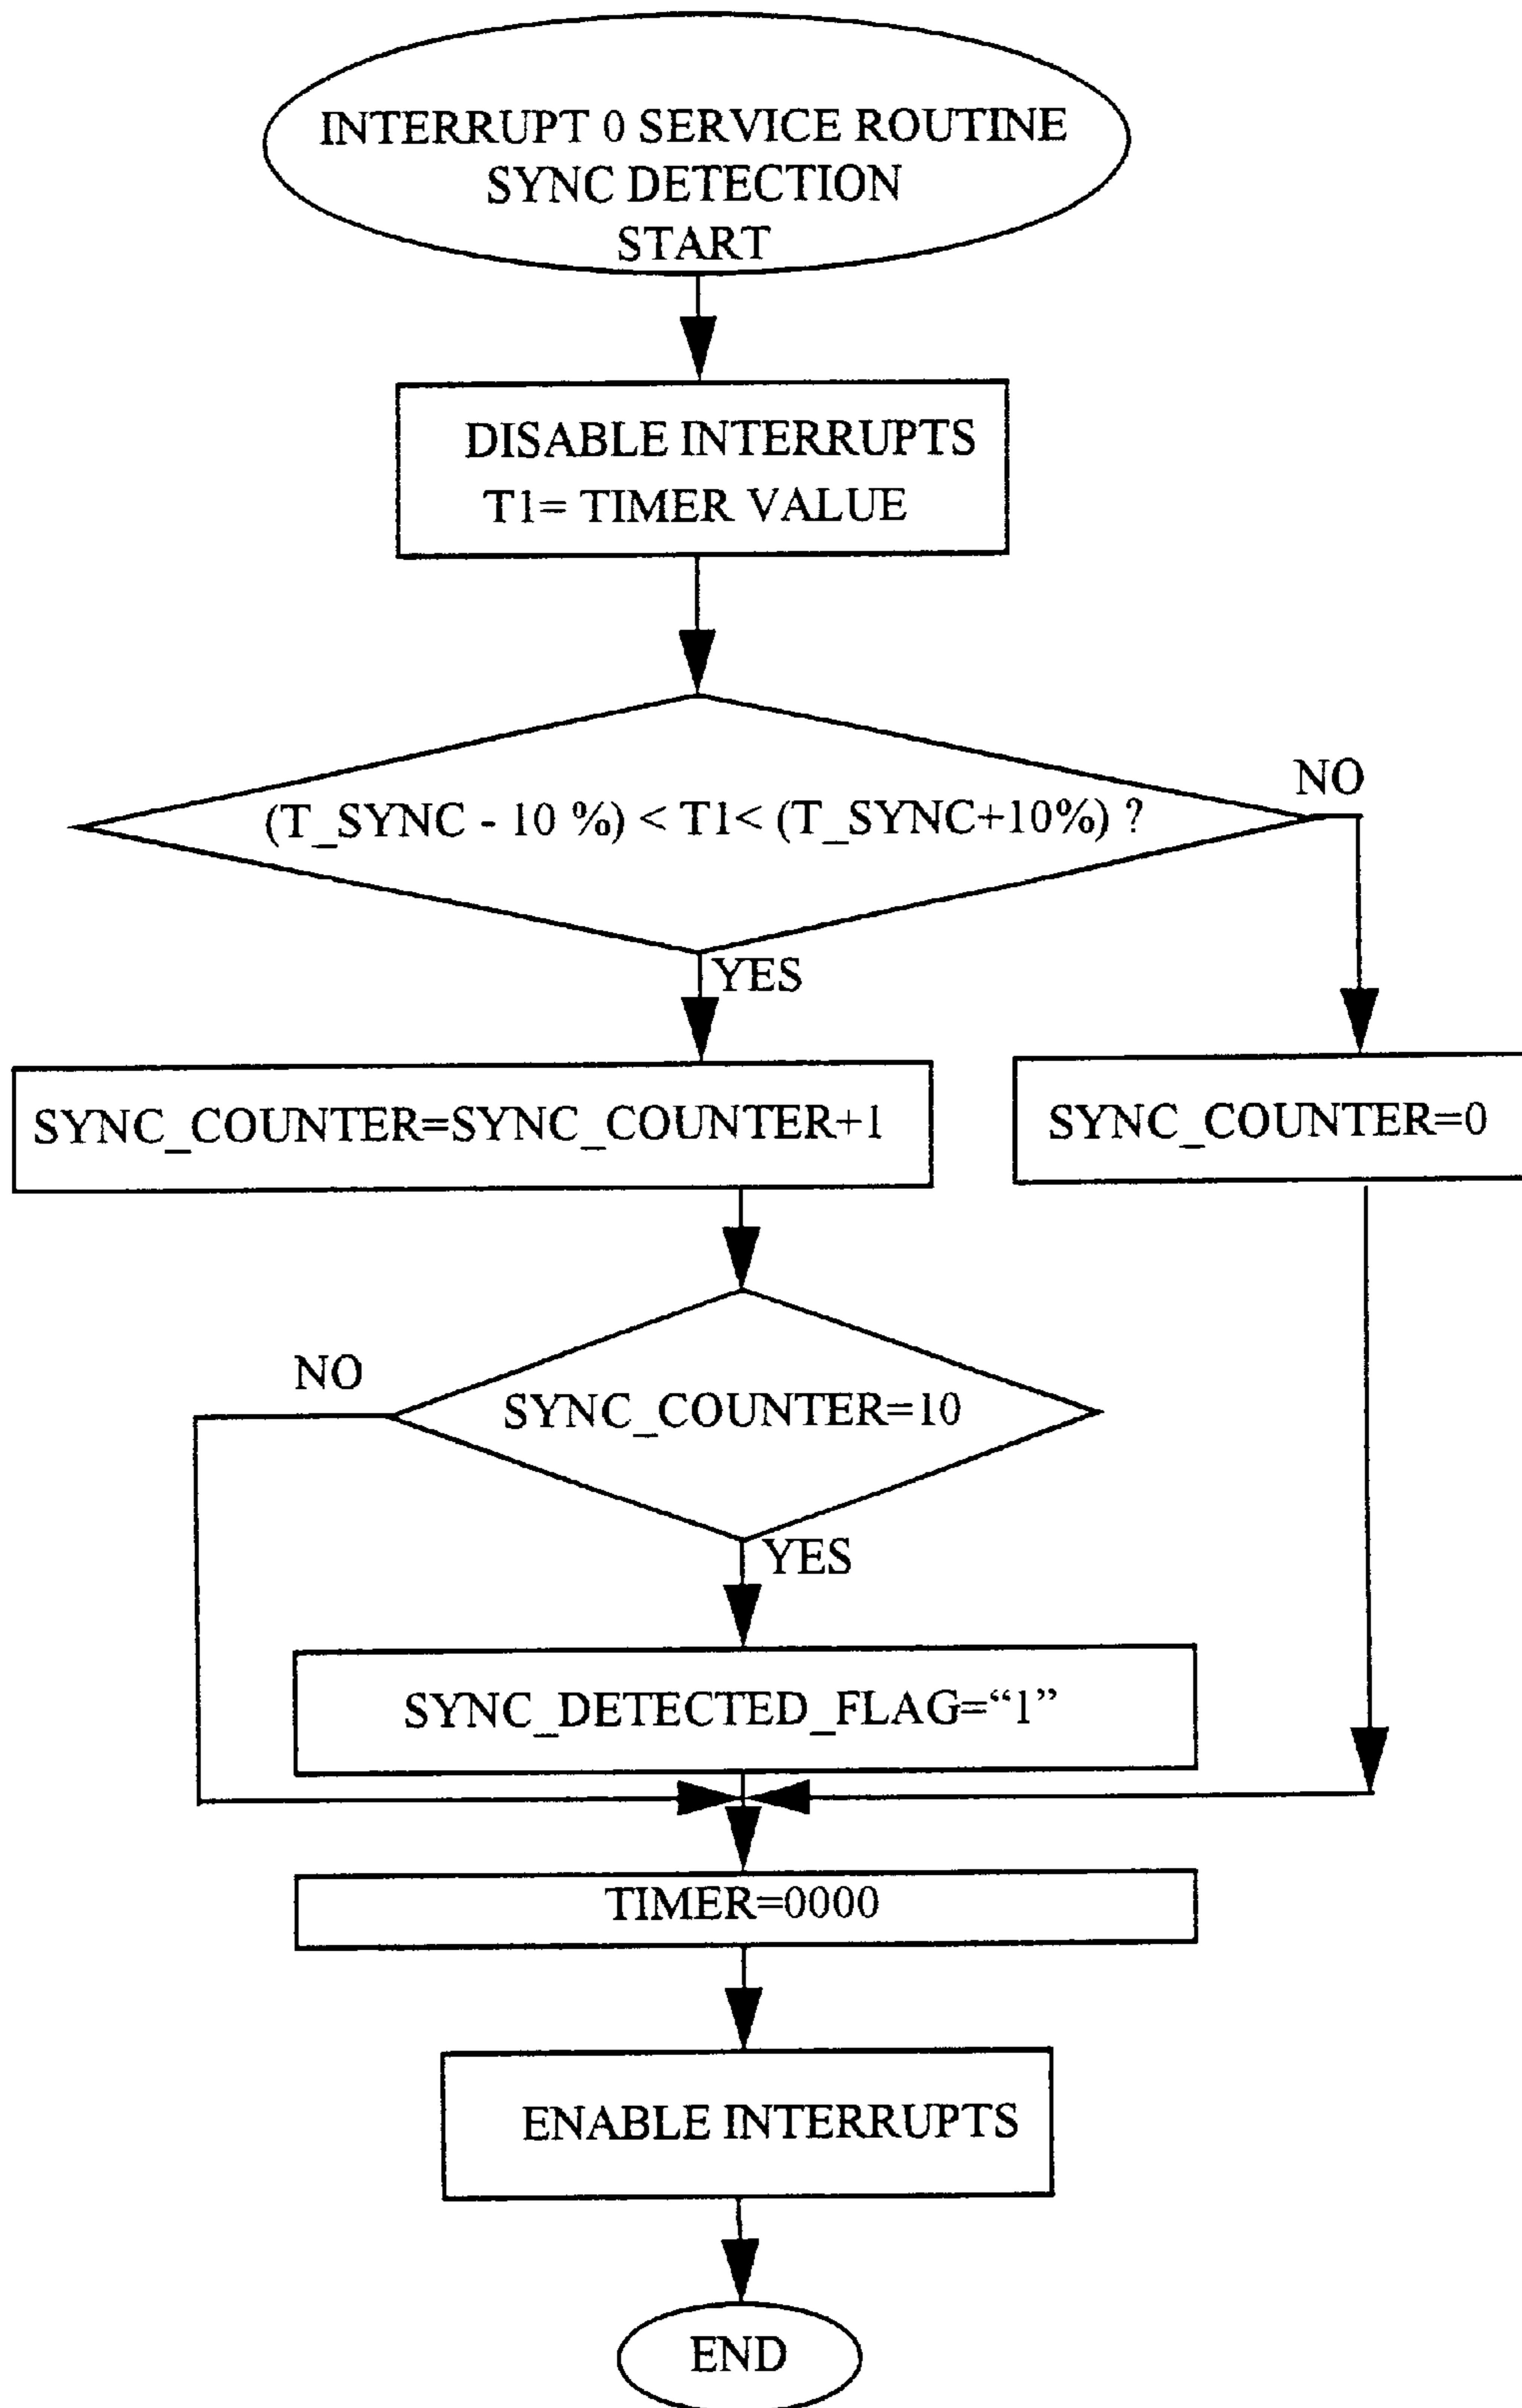 INTERRUPT 0 SERVICE ROUTINE
SYNC DETECTION
START
DISABLE INTERRUPTS
T1= TIMER VALUE
(T_SYNC - 10 %) < T1< (T_SYNC+10%) ?
NO
YES
SYNC_COUNTER=SYNC_COUNTER+1
SYNC_COUNTER=0
NO
SYNC_COUNTER=10
YES
SYNC_DETECTED_FLAG=“1”
TIMER=0000
ENABLE INTERRUPTS
END